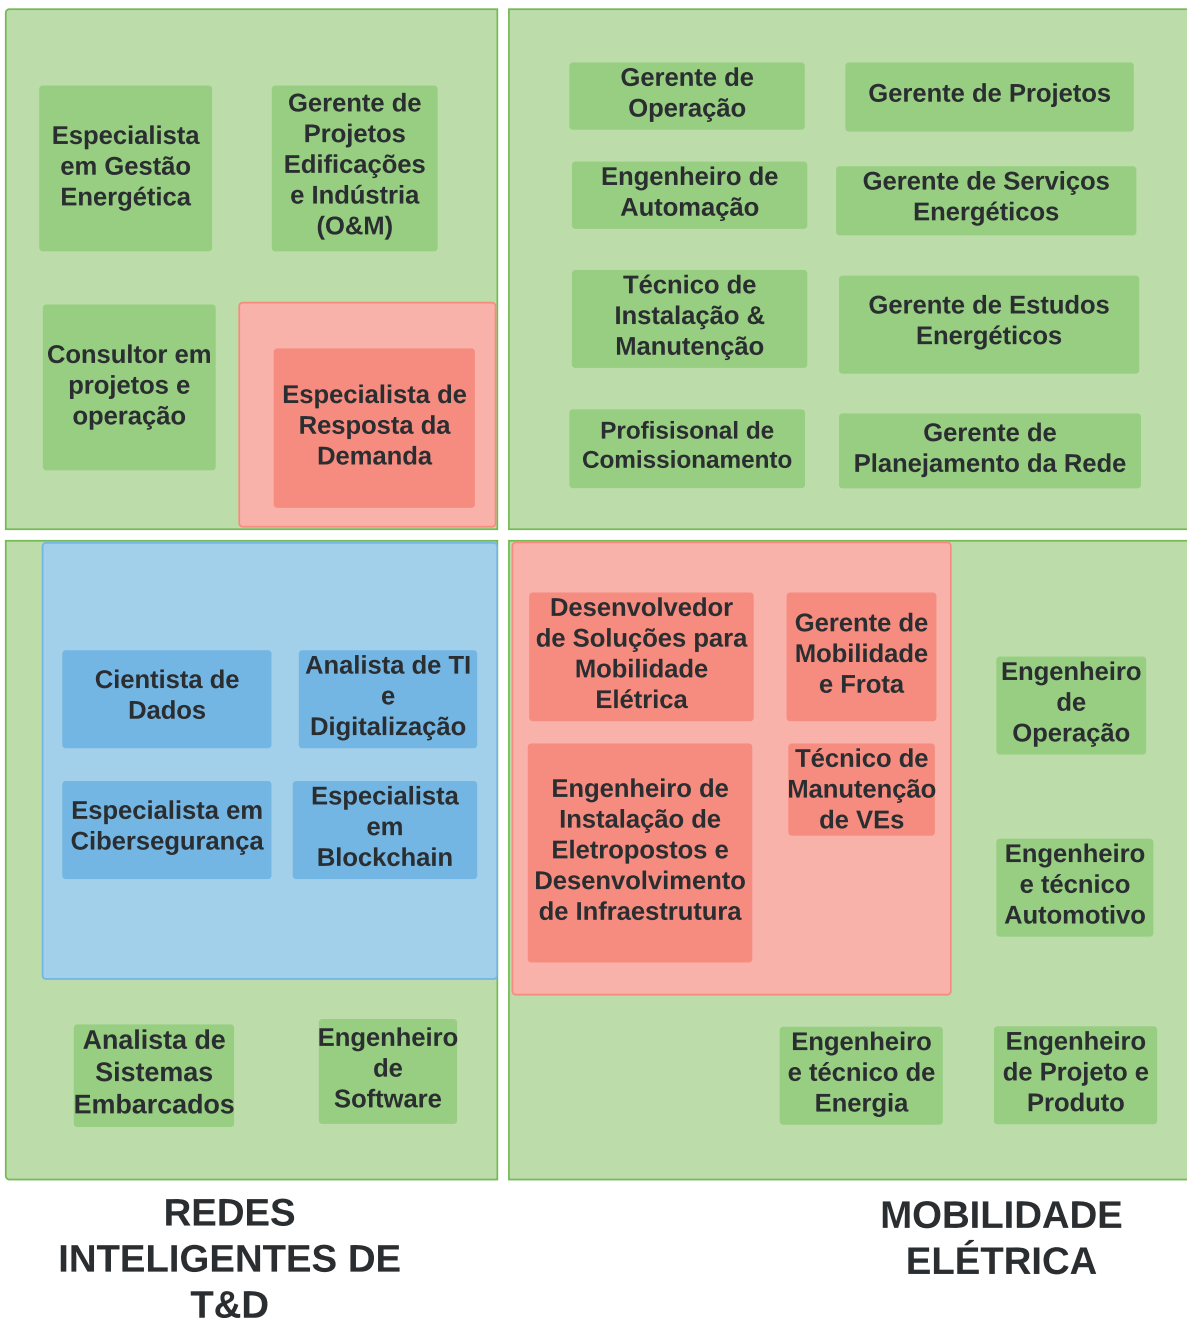 Especialista
em Gestão
Energética
Gerente de
Projetos
Edificações
e Indústria
(O&M)
Consultor em
projetos e
operação
Especialista de
Resposta da
Demanda
Gerente de
Operação
Gerente de Projetos
Engenheiro de
Automação
Gerente de Serviços
Energéticos
Técnico de
Instalação &
Manutenção
Gerente de Estudos
Energéticos
Profisisonal de
Comissionamento
Gerente de
Planejamento da Rede
Cientista de
Dados
Analista de TI
e
Digitalização
Especialista em
Cibersegurança
Especialista
em
Blockchain
Analista de
Sistemas
Embarcados
Engenheiro
de
Software
Desenvolvedor
de Soluções para
Mobilidade
Elétrica
Gerente de
Mobilidade
e Frota
Engenheiro de
Instalação de
Eletropostos e
Desenvolvimento
de Infraestrutura
Técnico de
Manutenção
de VEs
Engenheiro
de
Operação
Engenheiro
e técnico
Automotivo
Engenheiro
e técnico de
Energia
Engenheiro
de Projeto e
Produto
REDES
INTELIGENTES DE
T&D
MOBILIDADE
ELÉTRICA